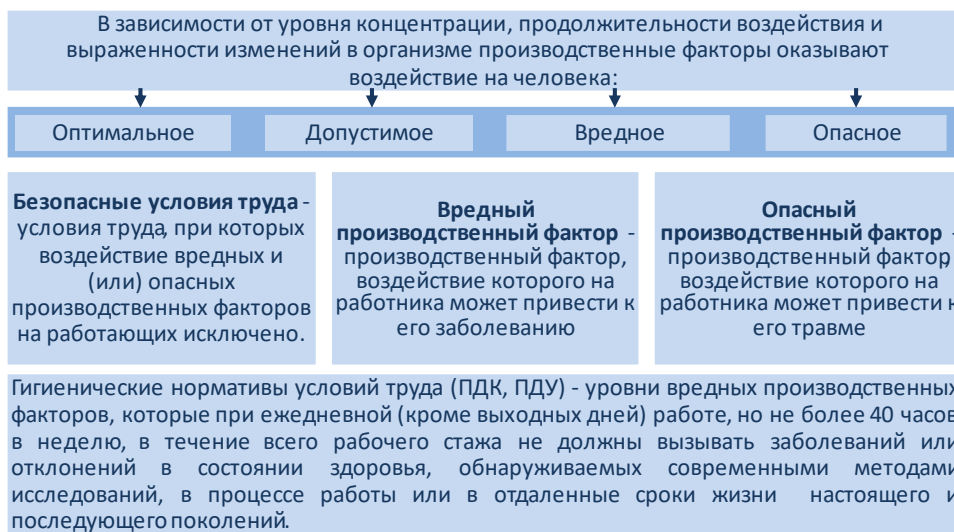 В зависимости от уровня концентрации, продолжительности воздействия и
выраженности изменений в организме производственные факторы оказывают
воздействие на человека:
Оптимальное
Допустимое
Вредное
Опасное
Безопасные условия труда -
условия труда, при которых
воздействие вредных и
(или) опасных
производственных факторов
на работающих исключено.
Вредный
производственный фактор -
производственный фактор,
воздействие которого на
работника может привести к
его заболеванию
Опасный
производственный фактор -
производственный фактор,
воздействие которого на
работника может привести к
его травме
Гигиенические нормативы условий труда (ПДК, ПДУ) - уровни вредных производственных
факторов, которые при ежедневной (кроме выходных дней) работе, но не более 40 часов
в неделю, в течение всего рабочего стажа не должны вызывать заболеваний или
отклонений в состоянии здоровья, обнаруживаемых современными методами
исследований, в процессе работы или в отдаленные сроки жизни настоящего и
последующего поколений.